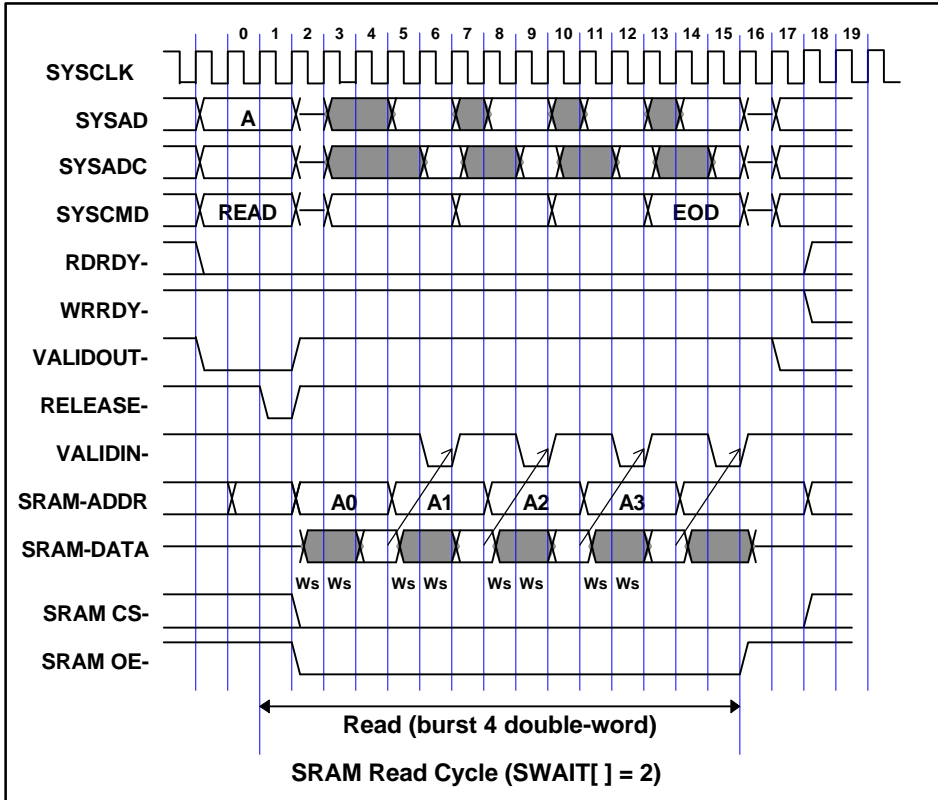 0 1 2 3 4 5 6 7 8 9 10 11 12 13 14 15 16 17 18 19
SYSCLK
SYSAD A
SYSADC
SYSCMD READ EOD
RDRDY-
WRRDY-
VALIDOUT-
RELEASE-
VALIDIN-
SRAM-ADDR A0 A1 A2 A3
SRAM-DATA
Ws Ws Ws Ws Ws Ws Ws Ws
SRAM CS-
SRAM OE-
Read (burst 4 double-word)
SRAM Read Cycle (SWAIT[ ] = 2)